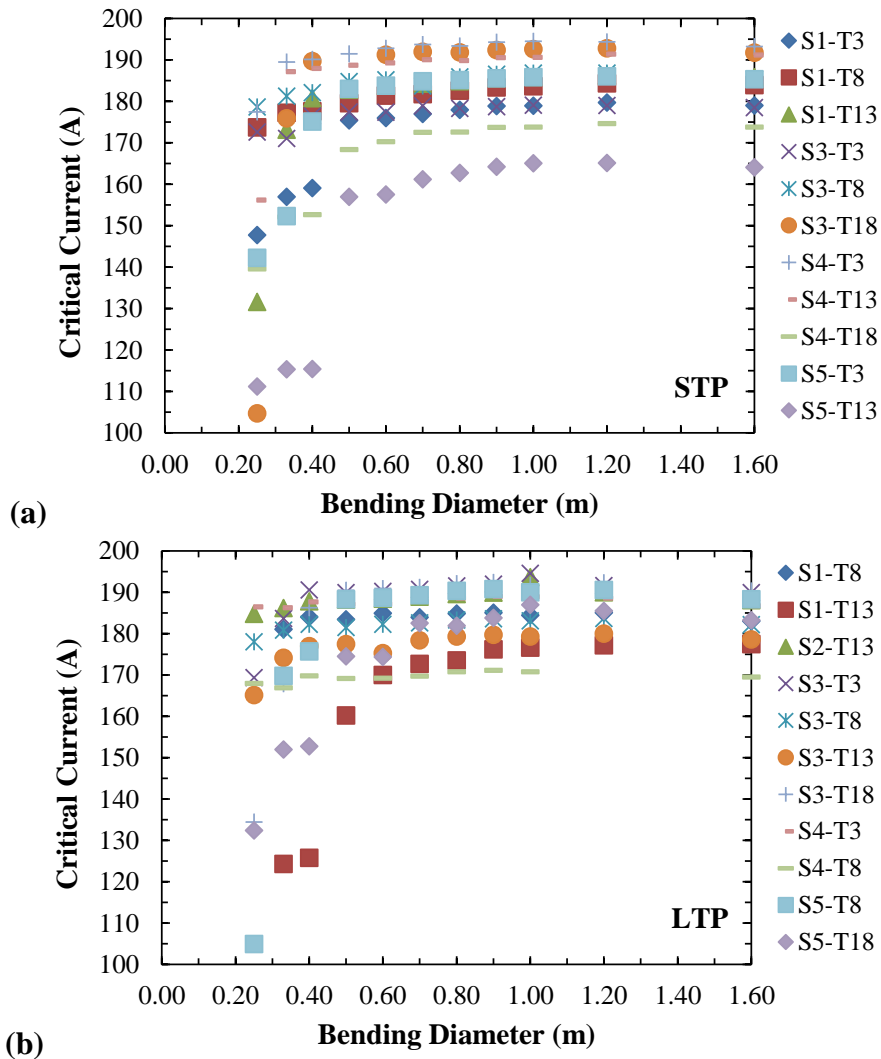 200
190
180
170
160
150
140
130
120
110
100
Critical Current (A)
0.00 0.20 0.40 0.60 0.80 1.00 1.20 1.40 1.60
Bending Diameter (m)
STP
S1-T3
S1-T8
S1-T13
S3-T3
S3-T8
S3-T18
S4-T3
S4-T13
S4-T18
S5-T3
S5-T13
(a)
200
190
180
170
160
150
140
130
120
110
100
Critical Current (A)
0.00 0.20 0.40 0.60 0.80 1.00 1.20 1.40 1.60
Bending Diameter (m)
LTP
S1-T8
S1-T13
S2-T13
S3-T3
S3-T8
S3-T13
S3-T18
S4-T3
S4-T8
S5-T8
S5-T18
(b)